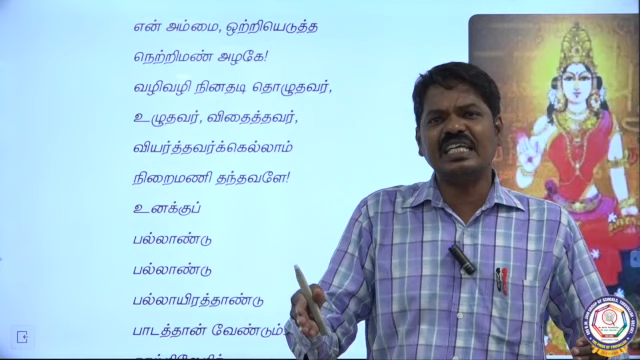 என் அம்மை, ஒற்றியெடுத்த
நெற்றிமண் அழகே!
வழிவழி நினதடி தொழுதவர்,
உழுதவர், விதைத்தவர்,
வியர்த்தவர்க்கெல்லாம்
நிறைமணி தந்தவளே!
உனக்குப்
பல்லாண்டு
பல்லாண்டு
பல்லாயிரத்தாண்டு
பாடத்தான் வேண்டும்